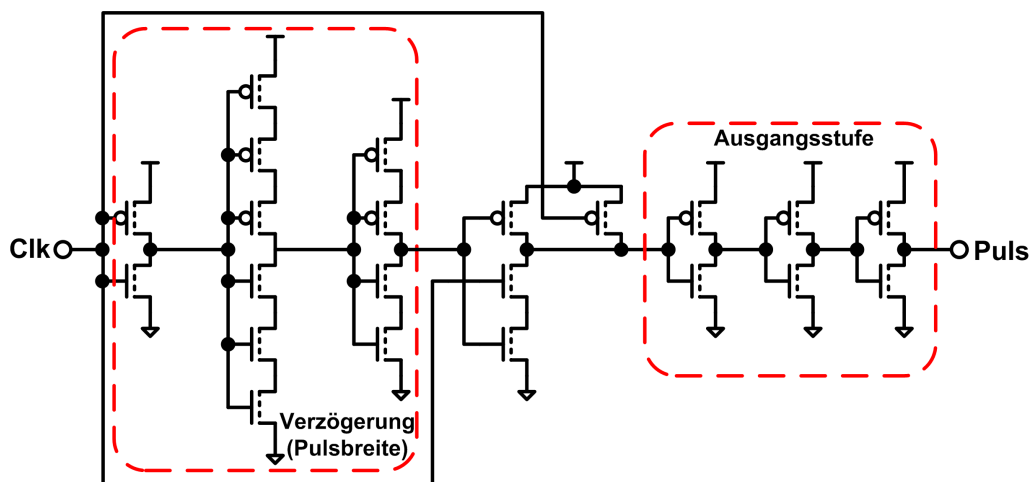 Ausgangsstufe
Clk
Puls
Verzögerung
(Pulsbreite)